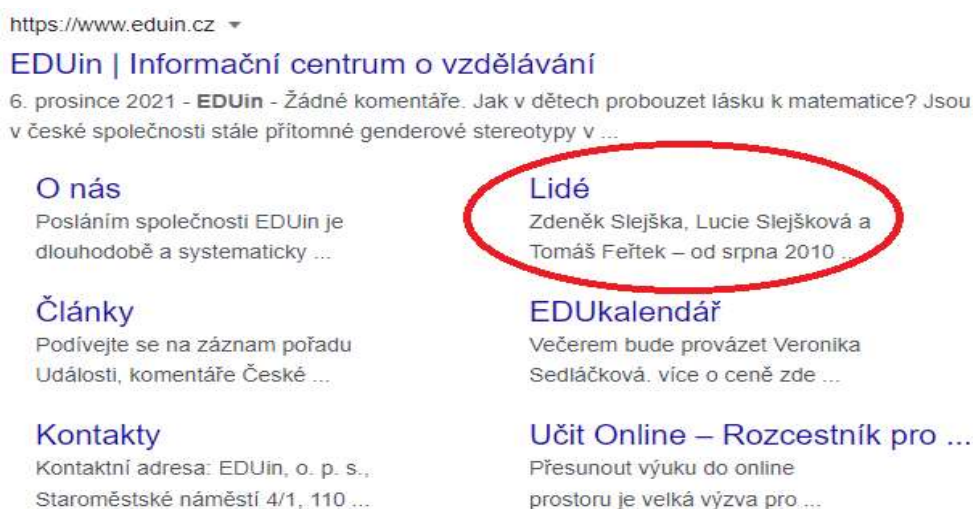 https://www.eduin.cz
EDUin | Informační centrum o vzdělávání
6. prosince 2021 - EDUin - Žádné komentáře. Jak v dětech probouzet lásku k matematice? Jsou
v české společnosti stále přítomné genderové stereotypy v ...
O nás
Posláním společnosti EDUin je
dlouhodobě a systematicky ...
Lidé
Zdeněk Slejška, Lucie Slejšková a
Tomáš Feřtek – od srpna 2010 ...
Články
Podívejte se na záznam pořadu
Události, komentáře České ...
EDUkalendář
Večerem bude provázet Veronika
Sedláčková. více o ceně zde ...
Kontakty
Kontaktní adresa: EDUin, o. p. s.,
Staroměstské náměstí 4/1, 110 ...
Učit Online – Rozcestník pro ...
Přesunout výuku do online
prostoru je velká výzva pro ...